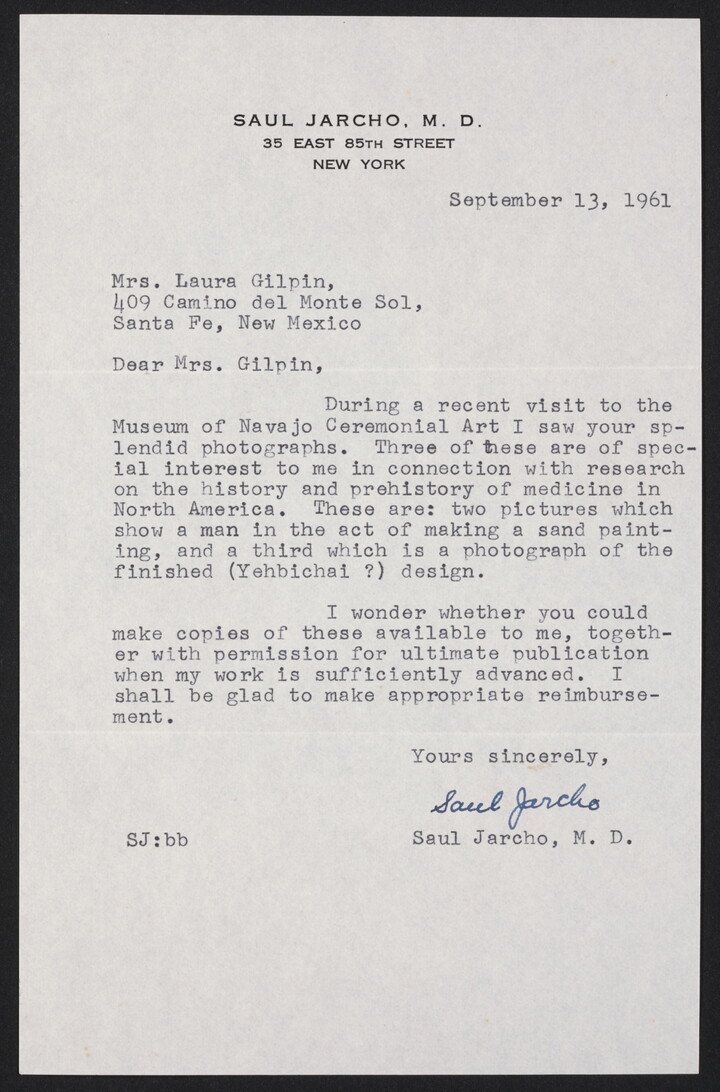 SAUL JARCHO, M. D.
35 EAST 85TH STREET
NEW YORK
September 13, 1961
Mrs. Laura Gilpin,
409 Camino del Monte Sol,
Santa Fe, New Mexico
Dear Mrs. Gilpin,
During a recent visit to the
Museum of Navajo Ceremonial Art I saw your sp-
lendid photographs. Three of these are of spec-
ial interest to me in connection with research
on the history and prehistory of medicine in
North America. These are: two pictures which
show a man in the act of making a sand paint-
ing, and a third which is a photograph of the
finished (Yehbichai ?) design.
I wonder whether you could
make copies of these available to me, togeth-
er with permission for ultimate publication
when my work is sufficiently advanced. I
shall be glad to make appropriate reimburse-
ment.
Yours sincerely,
Saul Jarcho
SJ:bb
Saul Jarcho, M. D.